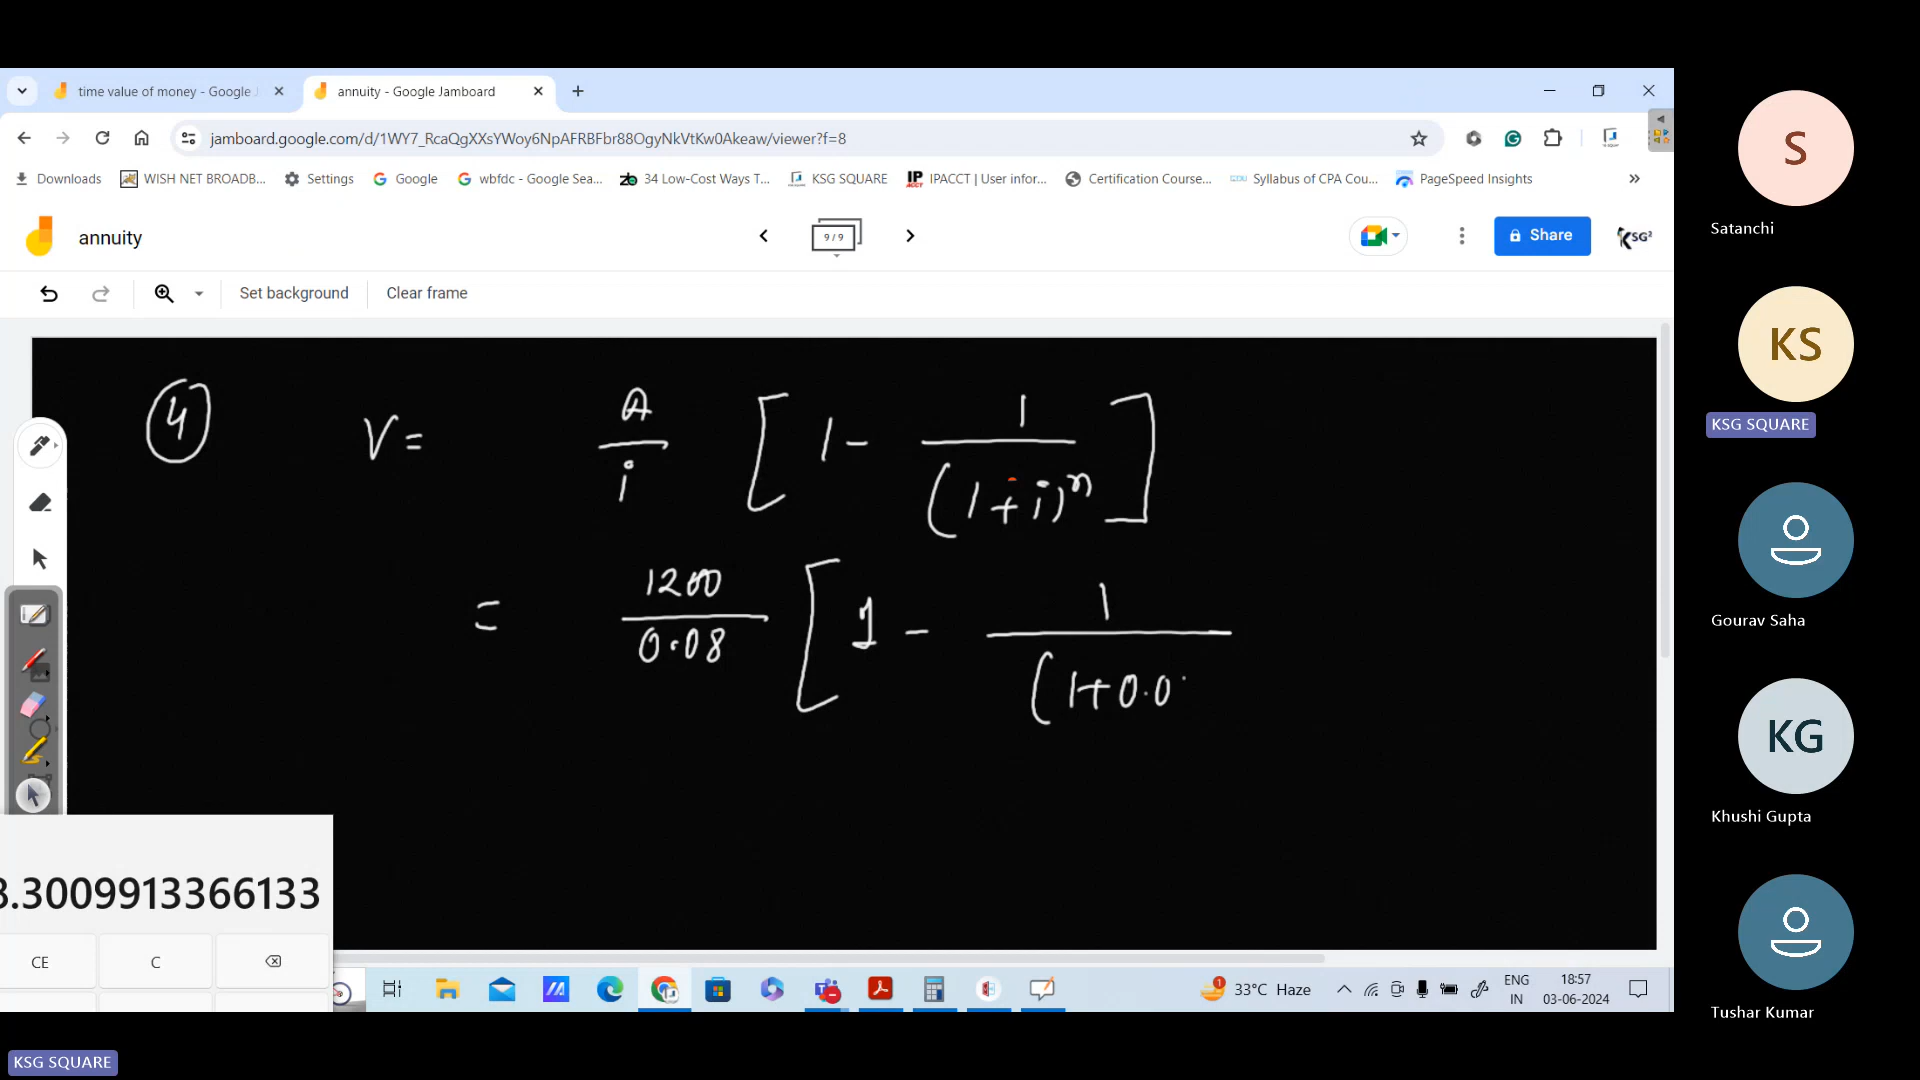 time value of money - Google J
annuity - Google Jamboard
jamboard.google.com/d/1WY7_RcaQgXXsYWoy6NpAFRBFbr88OgyNkVtKw0Akeaw/viewer?f=8
Downloads
WISH NET BROADB...
Settings
Google
wbfdc - Google Sea...
34 Low-Cost Ways T...
KSG SQUARE
IPACCT | User infor...
Certification Course...
Syllabus of CPA Cou...
PageSpeed Insights
annuity
9 / 9
Share
KSG²
Set background
Clear frame
4 V = A/i [ 1 - 1/(1+i)^n ]
= 1200/0.08 [ 1 - 1/(1+0.0
3.3009913366133
CE C
33°C Haze
ENG
IN
18:57
03-06-2024
S
Satanchi
KS
KSG SQUARE
Gourav Saha
KG
Khushi Gupta
Tushar Kumar
KSG SQUARE